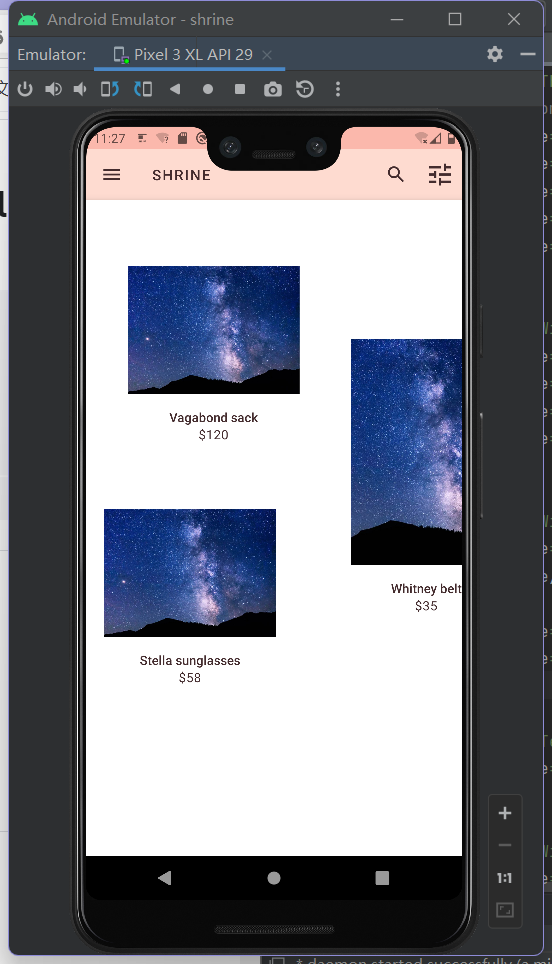 Android Emulator - shrine
Emulator: Pixel 3 XL API 29
11:27
SHRINE
Vagabond sack
$120
Whitney belt
$35
Stella sunglasses
$58
1:1
* daemon started successfully